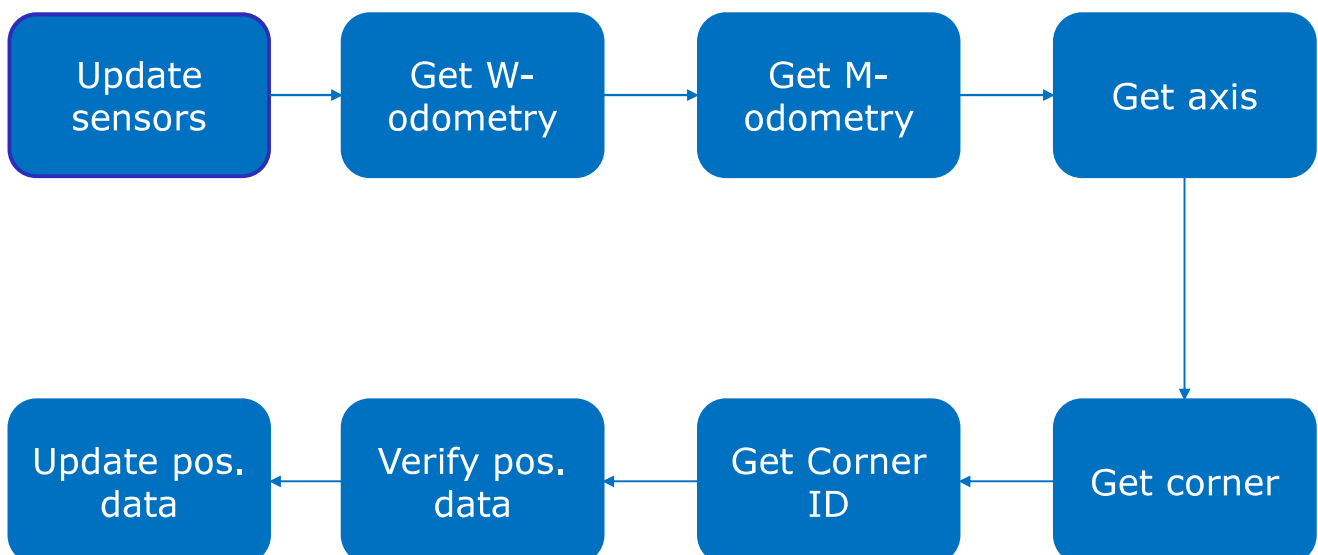 Update
sensors
Get W-
odometry
Get M-
odometry
Get axis
Update pos.
data
Verify pos.
data
Get Corner
ID
Get corner